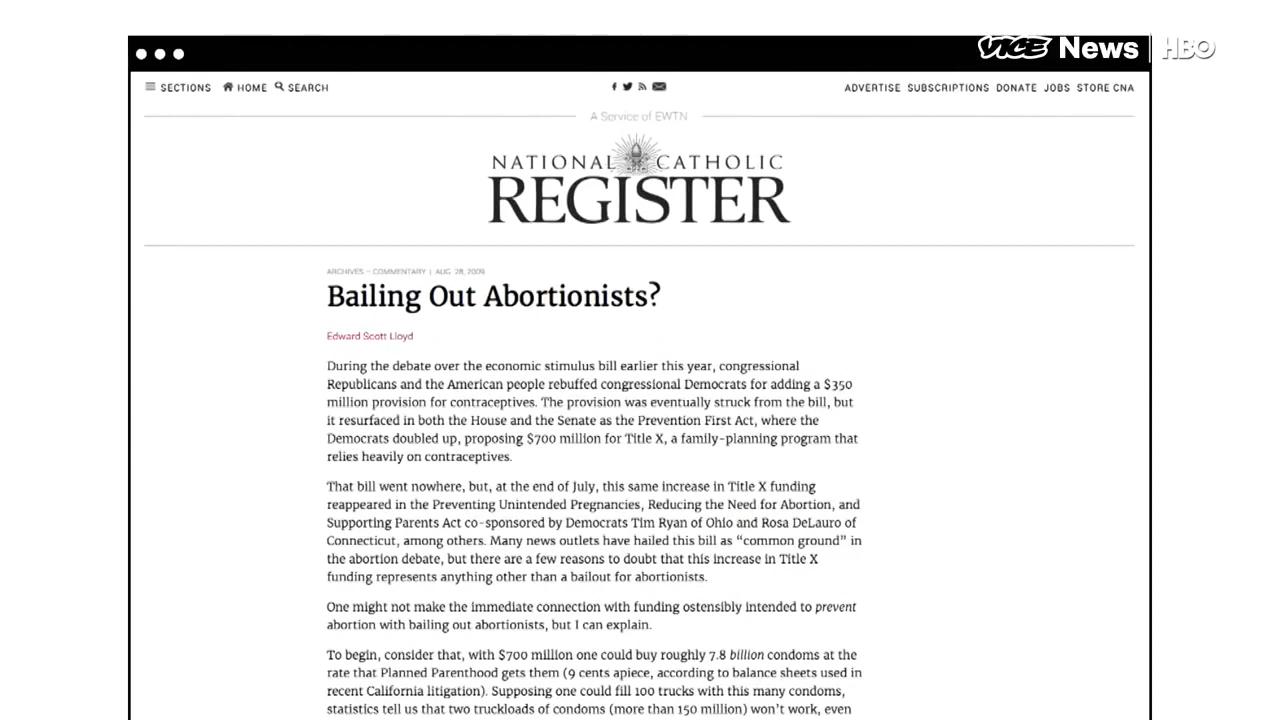 VICE News | HBO
SECTIONS HOME SEARCH
ADVERTISE SUBSCRIPTIONS DONATE JOBS STORE CNA
A Service of EWTN
NATIONAL CATHOLIC
REGISTER
ARCHIVES – COMMENTARY | AUG. 28, 2009
Bailing Out Abortionists?
Edward Scott Lloyd
During the debate over the economic stimulus bill earlier this year, congressional
Republicans and the American people rebuffed congressional Democrats for adding a $350
million provision for contraceptives. The provision was eventually struck from the bill, but
it resurfaced in both the House and the Senate as the Prevention First Act, where the
Democrats doubled up, proposing $700 million for Title X, a family-planning program that
relies heavily on contraceptives.
That bill went nowhere, but, at the end of July, this same increase in Title X funding
reappeared in the Preventing Unintended Pregnancies, Reducing the Need for Abortion, and
Supporting Parents Act co-sponsored by Democrats Tim Ryan of Ohio and Rosa DeLauro of
Connecticut, among others. Many news outlets have hailed this bill as “common ground” in
the abortion debate, but there are a few reasons to doubt that this increase in Title X
funding represents anything other than a bailout for abortionists.
One might not make the immediate connection with funding ostensibly intended to prevent
abortion with bailing out abortionists, but I can explain.
To begin, consider that, with $700 million one could buy roughly 7.8 billion condoms at the
rate that Planned Parenthood gets them (9 cents apiece, according to balance sheets used in
recent California litigation). Supposing one could fill 100 trucks with this many condoms,
statistics tell us that two truckloads of condoms (more than 150 million) won’t work, even